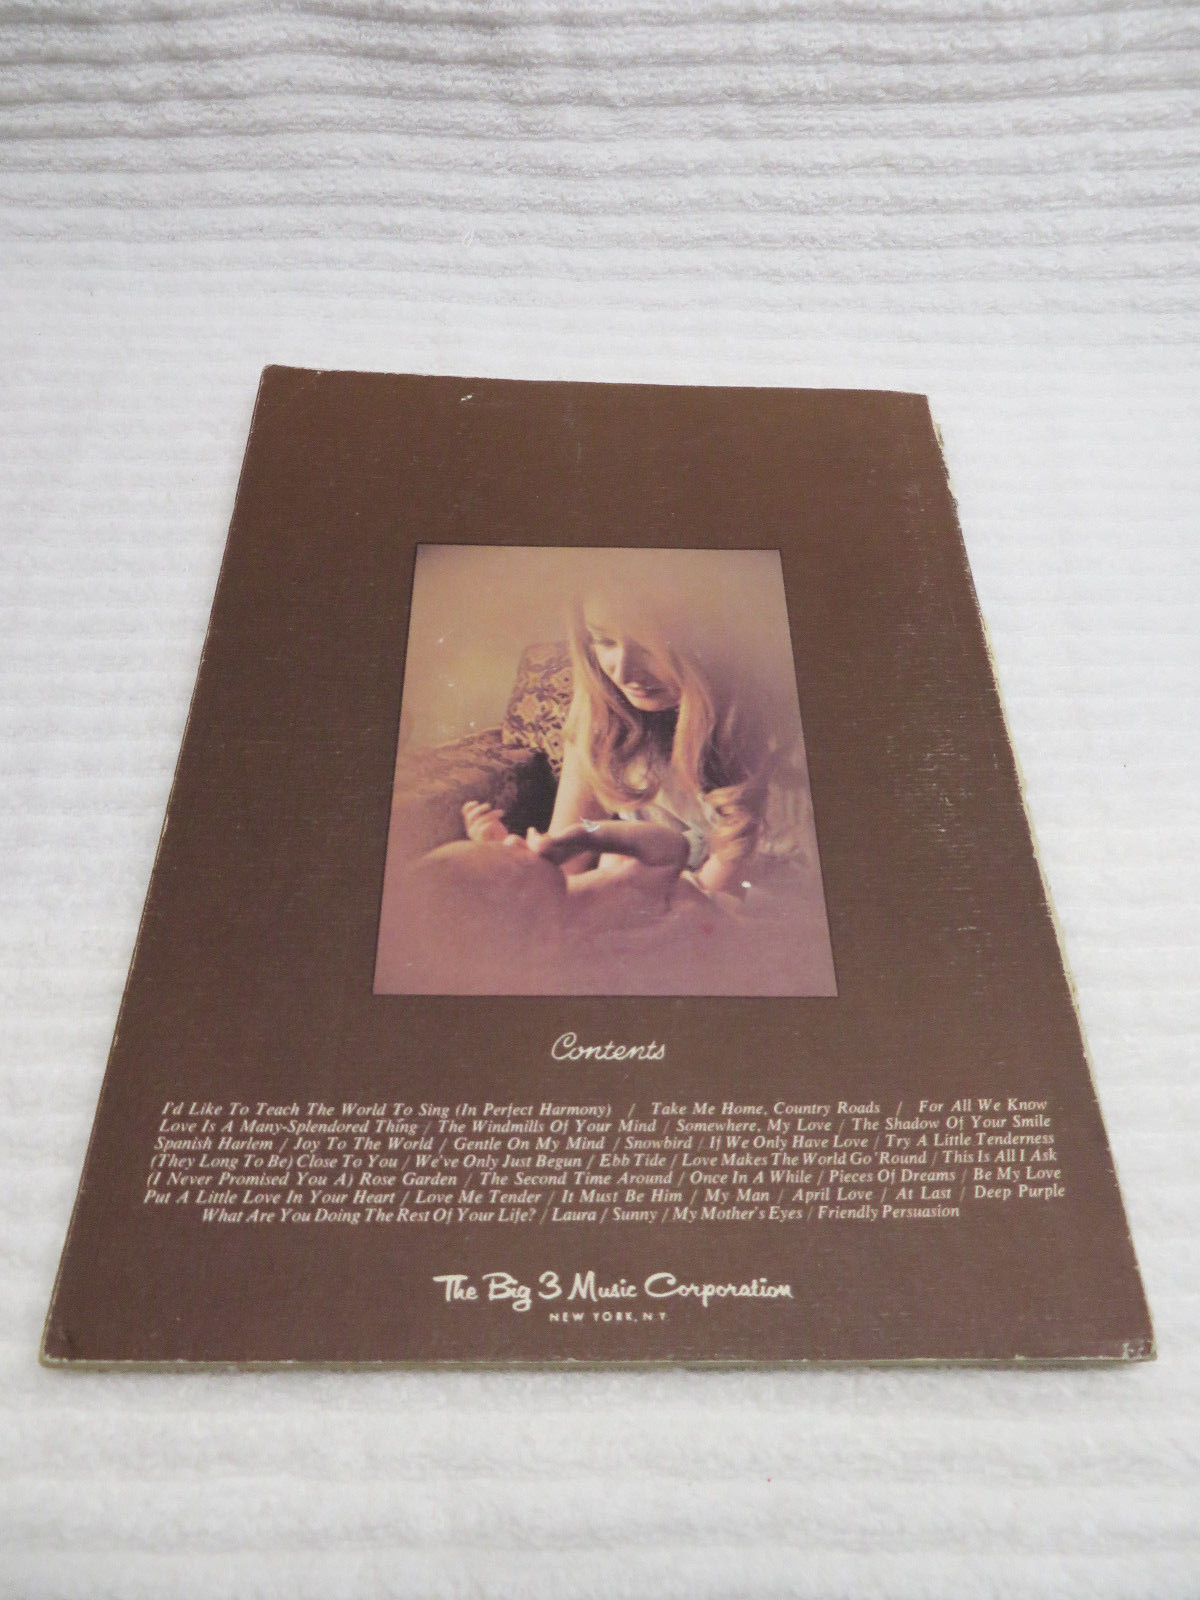 Contents
I'd Like To Teach The World To Sing (In Perfect Harmony) / Take Me Home, Country Roads / For All We Know
Love Is A Many-Splendored Thing / The Windmills Of Your Mind / Somewhere, My Love / The Shadow Of Your Smile
Spanish Harlem / Joy To The World / Gentle On My Mind / Snowbird / If We Only Have Love / Try A Little Tenderness
(They Long To Be) Close To You / We've Only Just Begun / Ebb Tide / Love Makes The World Go 'Round / This Is All I Ask
(I Never Promised You A) Rose Garden / The Second Time Around / Once In A While / Pieces Of Dreams / Be My Love
Put A Little Love In Your Heart / Love Me Tender / It Must Be Him / My Man / April Love / At Last / Deep Purple
What Are You Doing The Rest Of Your Life? / Laura / Sunny / My Mother's Eyes / Friendly Persuasion
The Big 3 Music Corporation
NEW YORK, N.Y.